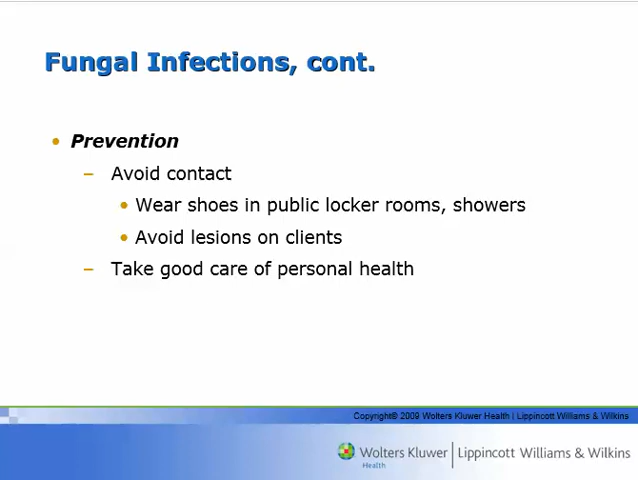 Fungal Infections, cont.
• Prevention
– Avoid contact
• Wear shoes in public locker rooms, showers
• Avoid lesions on clients
– Take good care of personal health
Copyright© 2009 Wolters Kluwer Health | Lippincott Williams & Wilkins
Wolters Kluwer | Lippincott Williams & Wilkins
Health